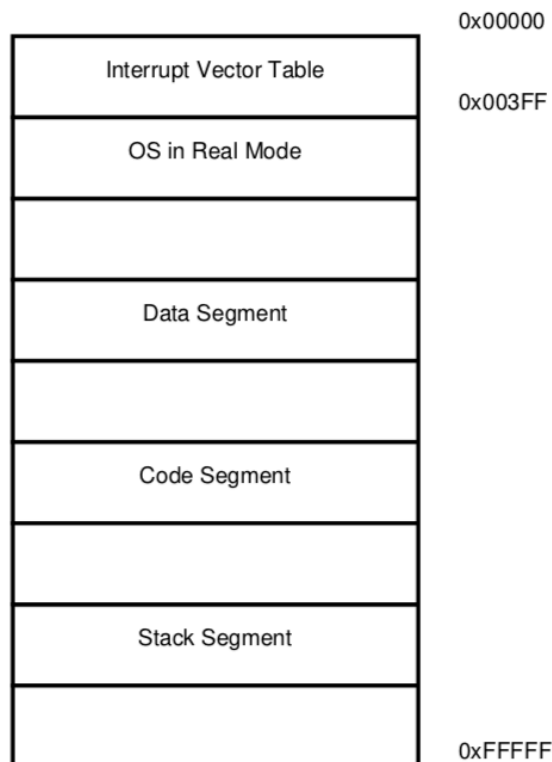 0x00000
Interrupt Vector Table
0x003FF
OS in Real Mode
Data Segment
Code Segment
Stack Segment
0xFFFFF